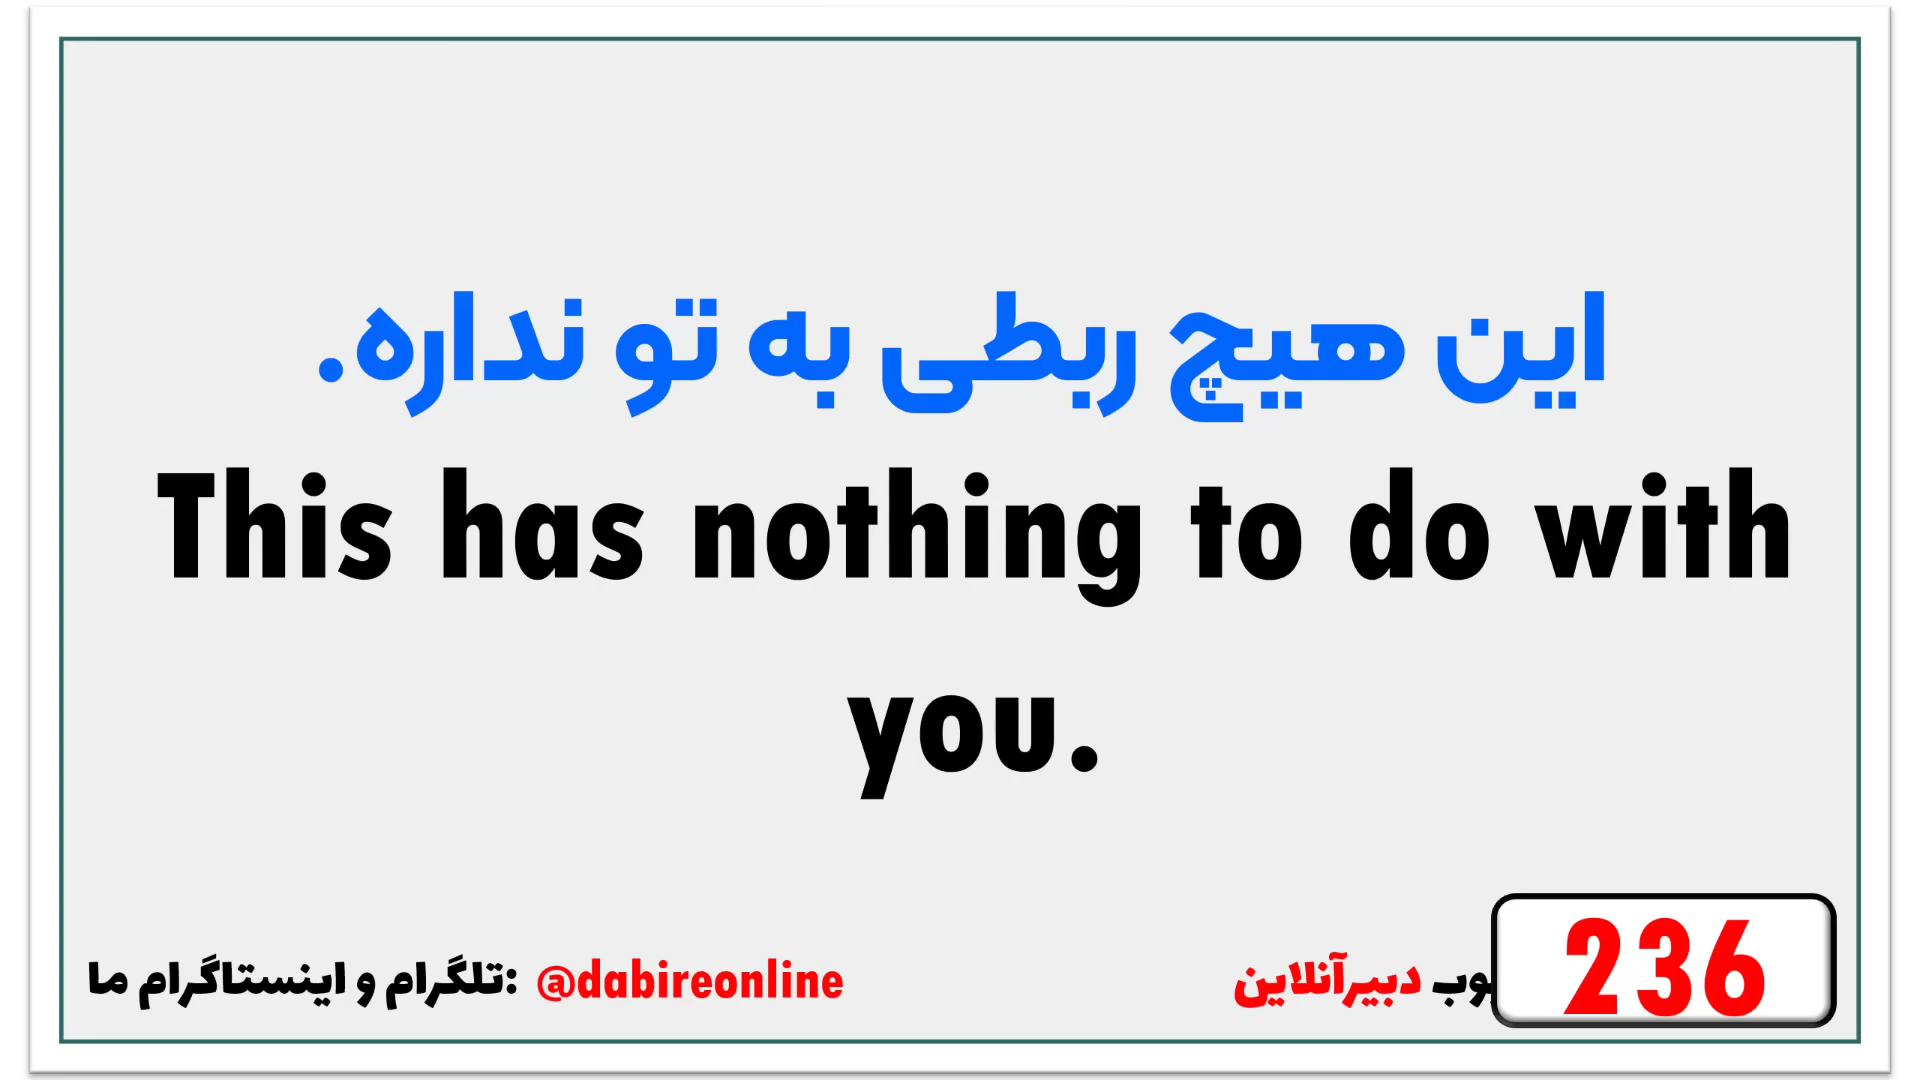 این هیچ ربطی به تو نداره.
This has nothing to do with
you.
تلگرام و اینستاگرام ما: @dabireonline
دبیرآنلاین
236